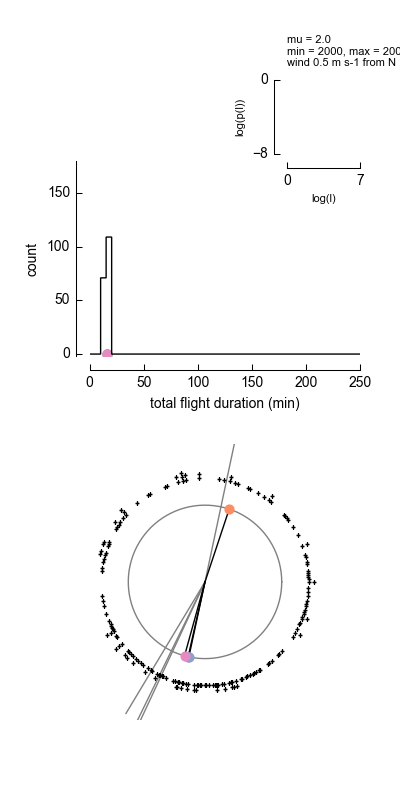 mu = 2.0
min = 2000, max = 200
wind 0.5 m s-1 from N
0
log(p(l))
−8
0 7
log(l)
150
100
count
50
0
0 50 100 150 200 250
total flight duration (min)